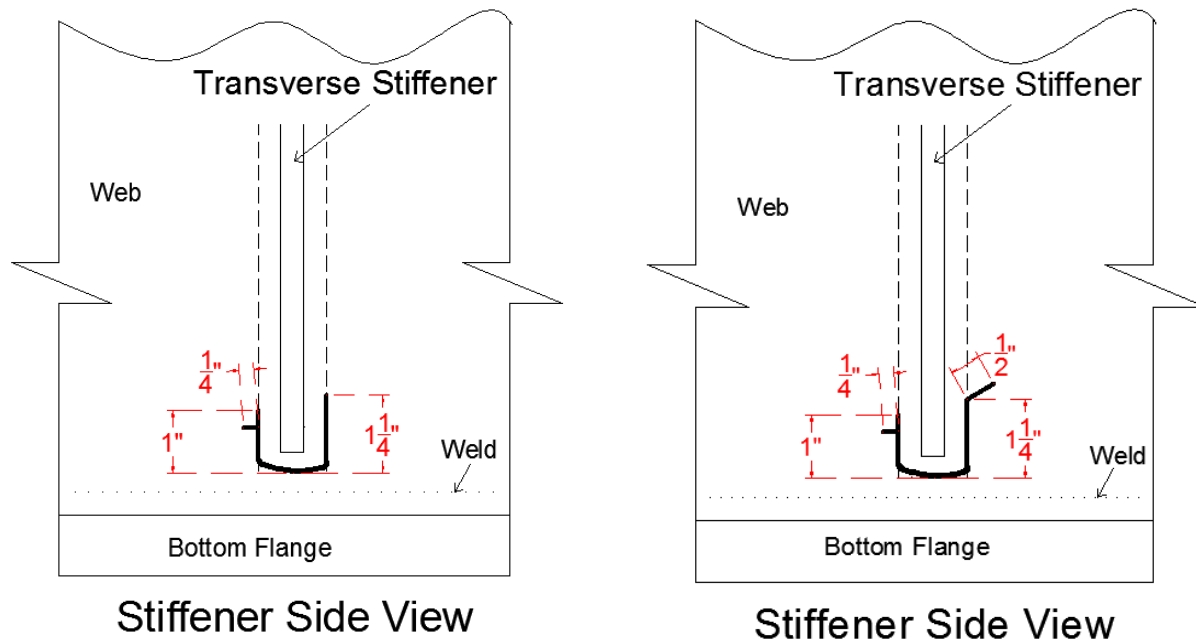 Transverse Stiffener
Web
1/4"
1"
1 1/4"
Weld
Bottom Flange
Stiffener Side View
Transverse Stiffener
Web
1/2"
1/4"
1"
1 1/4"
Weld
Bottom Flange
Stiffener Side View